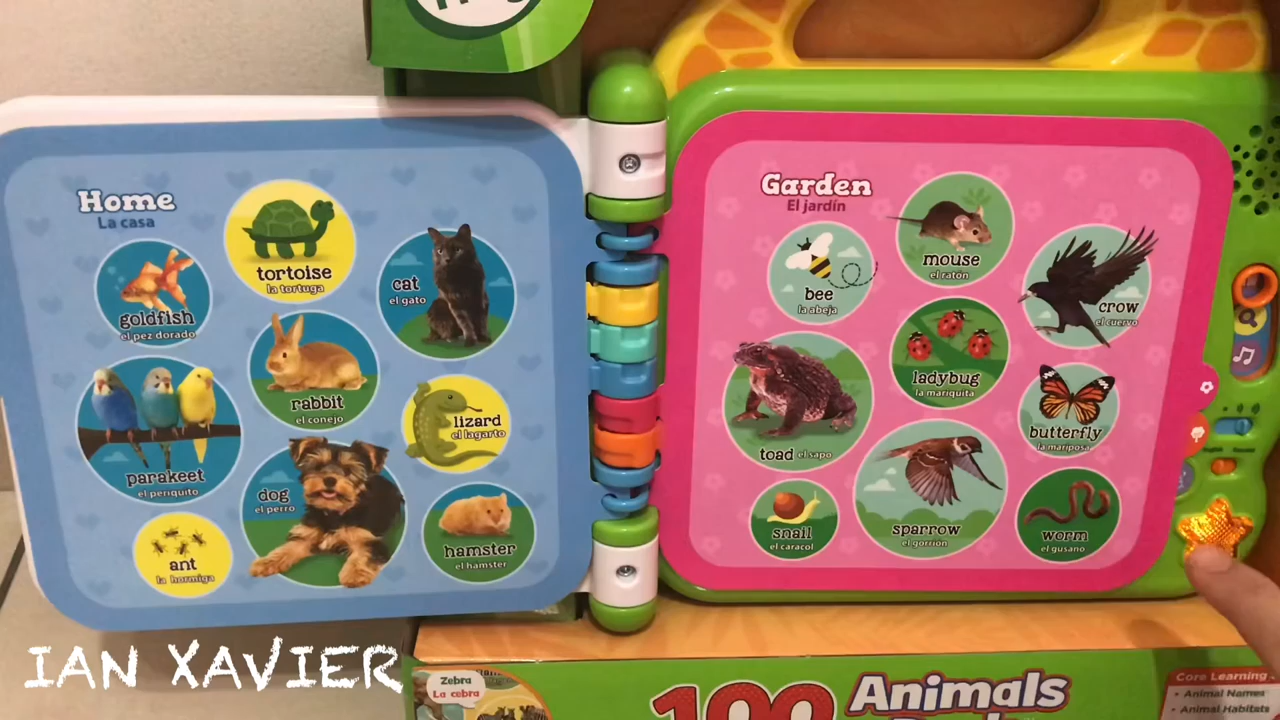 Home
La casa
tortoise
la tortuga
cat
el gato
goldfish
el pez dorado
rabbit
el conejo
lizard
el lagarto
parakeet
el periquito
dog
el perro
hamster
el hamster
ant
la hormiga
Garden
El jardín
mouse
el ratón
bee
la abeja
crow
el cuervo
ladybug
la mariquita
butterfly
la mariposa
toad el sapo
sparrow
el gorrión
snail
el caracol
worm
el gusano
IAN XAVIER
Zebra
La cebra
100 Animals
Core Learning
• Animal Names
• Animal Habitats